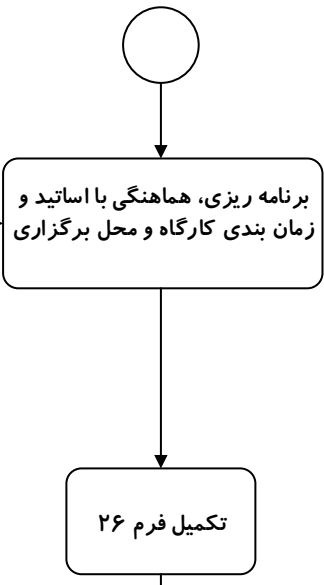 برنامه ریزی، هماهنگی با اساتید و
زمان بندی کارگاه و محل برگزاری
تکمیل فرم ۲۶